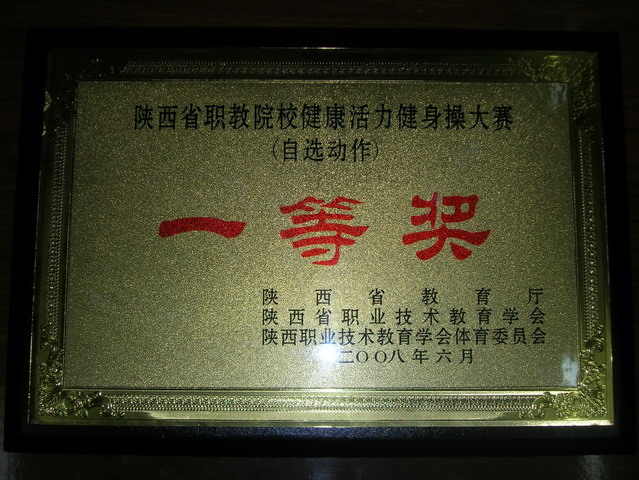 陕西省职教院校健康活力健身操大赛
(自选动作)
一等奖
陕西省教育厅
陕西省职业技术教育学会
陕西职业技术教育学会体育委员会
二〇〇八年六月